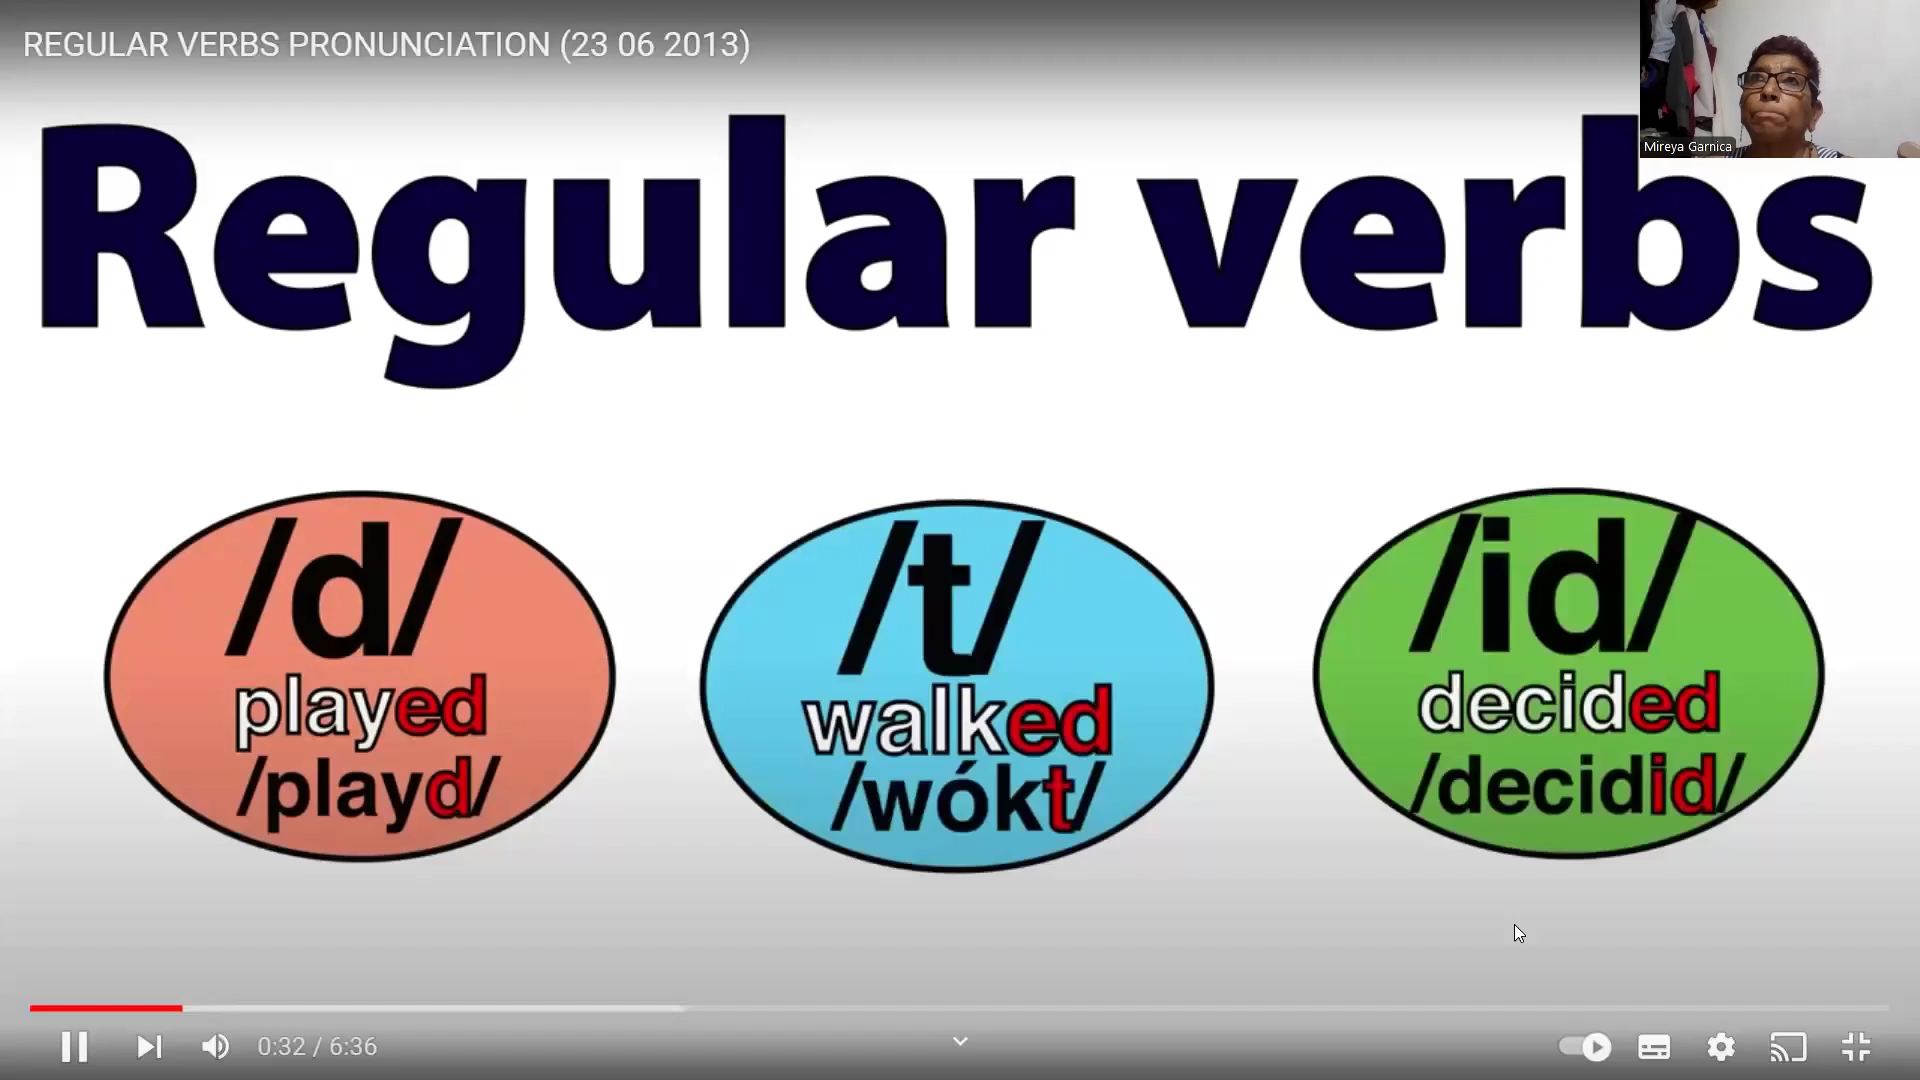 REGULAR VERBS PRONUNCIATION (23 06 2013)
Mireya Garnica
Regular verbs
/d/
played
/playd/
/t/
walked
/wókt/
/id/
decided
/decidid/
0:32 / 6:36